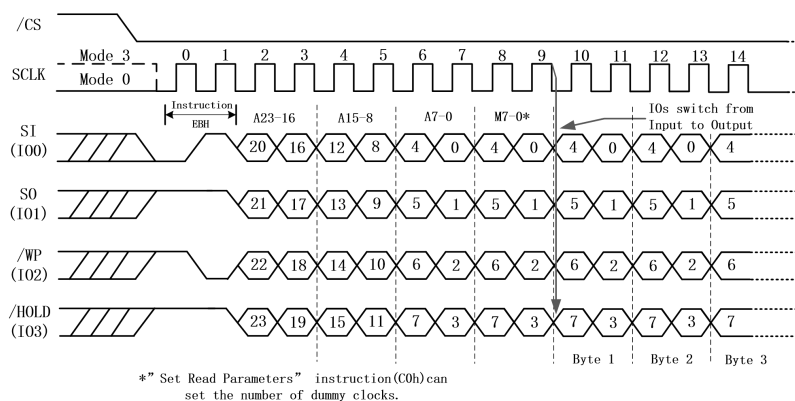 /CS
Mode 3 0 1 2 3 4 5 6 7 8 9 10 11 12 13 14
SCLK
Mode 0
Instruction
EBH
A23-16 A15-8 A7-0 M7-0*
IOs switch from
Input to Output
SI
(IO0)
20 16 12 8 4 0 4 0 4 0 4 0 4
SO
(IO1)
21 17 13 9 5 1 5 1 5 1 5 1 5
/WP
(IO2)
22 18 14 10 6 2 6 2 6 2 6 2 6
/HOLD
(IO3)
23 19 15 11 7 3 7 3 7 3 7 3 7
Byte 1 Byte 2 Byte 3
*” Set Read Parameters” instruction(C0h)can
set the number of dummy clocks.